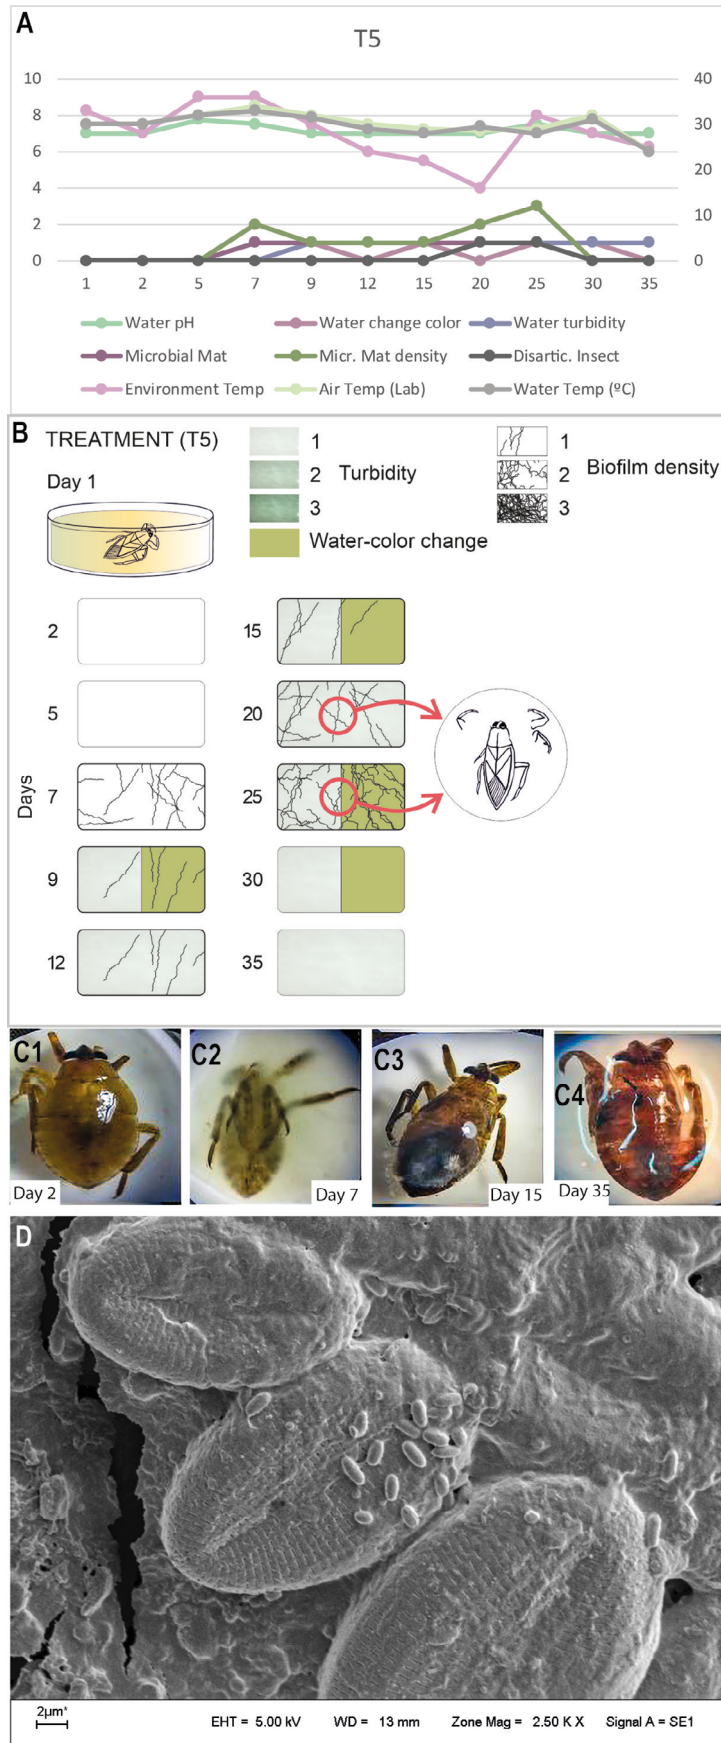 A
T5
10
8
6
4
2
0
40
30
20
10
0
1 2 5 7 9 12 15 20 25 30 35
Water pH Water change color Water turbidity
Microbial Mat Micr. Mat density Disartic. Insect
Environment Temp Air Temp (Lab) Water Temp (ºC)
B
TREATMENT (T5)
Day 1
1
2 Turbidity
3
Water-color change
1
2 Biofilm density
3
Days
2
5
7
9
12
15
20
25
30
35
C1
Day 2
C2
Day 7
C3
Day 15
C4
Day 35
D
2µm*
EHT = 5.00 kV WD = 13 mm Zone Mag = 2.50 K X Signal A = SE1